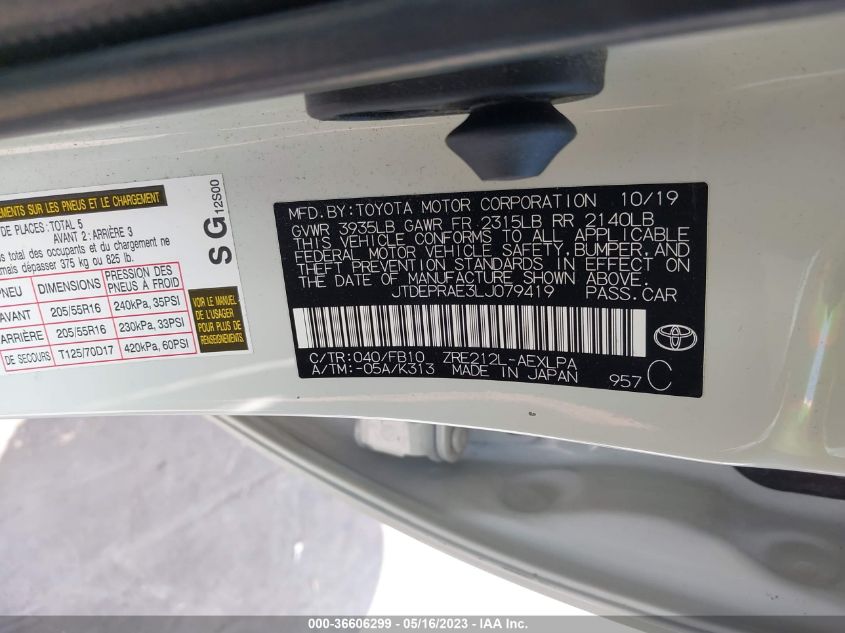 EMENTS SUR LES PNEUS ET LE CHARGEMENT
DE PLACES: TOTAL 5
AVANT 2: ARRIÈRE 3
s total des occupants et du chargement ne
amais dépasser 375 kg ou 825 lb.
PNEU DIMENSIONS PRESSION DES PNEUS À FROID
AVANT 205/55R16 240kPa, 35PSI
ARRIÈRE 205/55R16 230kPa, 33PSI
DE SECOURS T125/70D17 420kPa, 60PSI
VOIR LE MANUEL
DE L'USAGER
POUR PLUS DE
RENSEIGNEMENTS
SG 12S00
MFD.BY:TOYOTA MOTOR CORPORATION 10/19
GVWR 3935LB GAWR FR 2315LB RR 2140LB
THIS VEHICLE CONFORMS TO ALL APPLICABLE
FEDERAL MOTOR VEHICLE SAFETY, BUMPER, AND
THEFT PREVENTION STANDARDS IN EFFECT ON
THE DATE OF MANUFACTURE SHOWN ABOVE.
JTDEPRAE3LJ079419 PASS.CAR
C/TR:040/FB10 ZRE212L-AEXLPA
A/TM:-05A/K313 MADE IN JAPAN 957 C
000-36606299 - 05/16/2023 - IAA Inc.